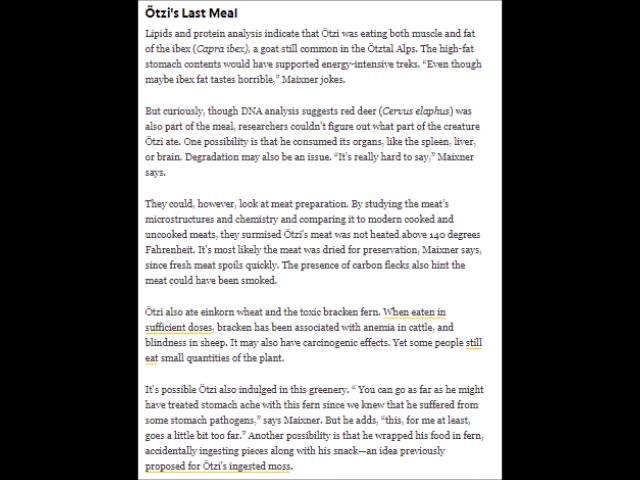 Ötzi's Last Meal
Lipids and protein analysis indicate that Ötzi was eating both muscle and fat
of the ibex (Capra ibex), a goat still common in the Ötztal Alps. The high-fat
stomach contents would have supported energy-intensive treks. “Even though
maybe ibex fat tastes horrible,” Maixner jokes.
But curiously, though DNA analysis suggests red deer (Cervus elaphus) was
also part of the meal, researchers couldn't figure out what part of the creature
Ötzi ate. One possibility is that he consumed its organs, like the spleen, liver,
or brain. Degradation may also be an issue. “It's really hard to say,” Maixner
says.
They could, however, look at meat preparation. By studying the meat's
microstructures and chemistry and comparing it to modern cooked and
uncooked meats, they surmised Ötzi's meat was not heated above 140 degrees
Fahrenheit. It's most likely the meat was dried for preservation, Maixner says,
since fresh meat spoils quickly. The presence of carbon flecks also hint the
meat could have been smoked.
Ötzi also ate einkorn wheat and the toxic bracken fern. When eaten in
sufficient doses, bracken has been associated with anemia in cattle, and
blindness in sheep. It may also have carcinogenic effects. Yet some people still
eat small quantities of the plant.
It's possible Ötzi also indulged in this greenery. “ You can go as far as he might
have treated stomach ache with this fern since we knew that he suffered from
some stomach pathogens,” says Maixner. But he adds, “this, for me at least,
goes a little bit too far.” Another possibility is that he wrapped his food in fern,
accidentally ingesting pieces along with his snack—an idea previously
proposed for Ötzi's ingested moss.